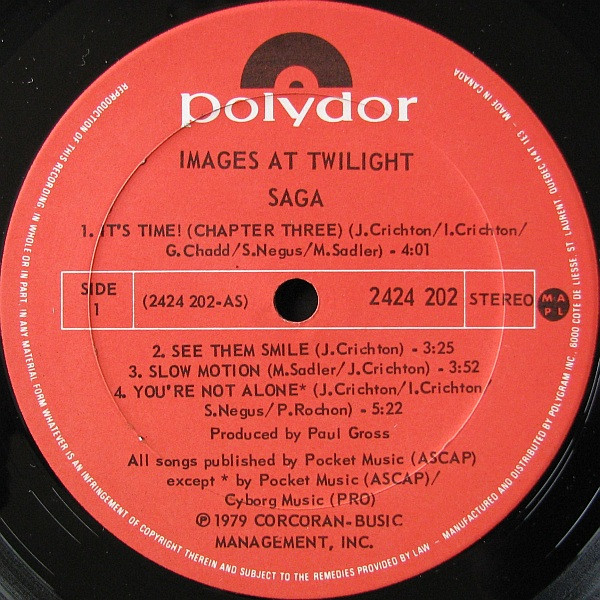 polydor
IMAGES AT TWILIGHT
SAGA
1. IT'S TIME! (CHAPTER THREE) (J.Crichton/I.Crichton/
G.Chadd/S.Negus/M.Sadler) - 4:01
SIDE
1
(2424 202-AS)
2424 202
STEREO
M A
P L
2. SEE THEM SMILE (J.Crichton) - 3:25
3. SLOW MOTION (M.Sadler/J.Crichton) - 3:52
4. YOU'RE NOT ALONE* (J.Crichton/I.Crichton/
S.Negus/P.Rochon) - 5:22
Produced by Paul Gross
All songs published by Pocket Music (ASCAP)
except * by Pocket Music (ASCAP)/
Cyborg Music (PRO)
℗ 1979 CORCORAN-BUSIC
MANAGEMENT, INC.
REPRODUCTION OF THIS RECORDING IN WHOLE OR IN PART, IN ANY MATERIAL FORM WHATEVER IS AN INFRINGEMENT OF COPYRIGHT THEREIN AND SUBJECT TO THE REMEDIES PROVIDED BY LAW - MANUFACTURED AND DISTRIBUTED BY POLYGRAM INC. 6000 COTE DE LIESSE, ST LAURENT QUEBEC H4T 1E3 - MADE IN CANADA